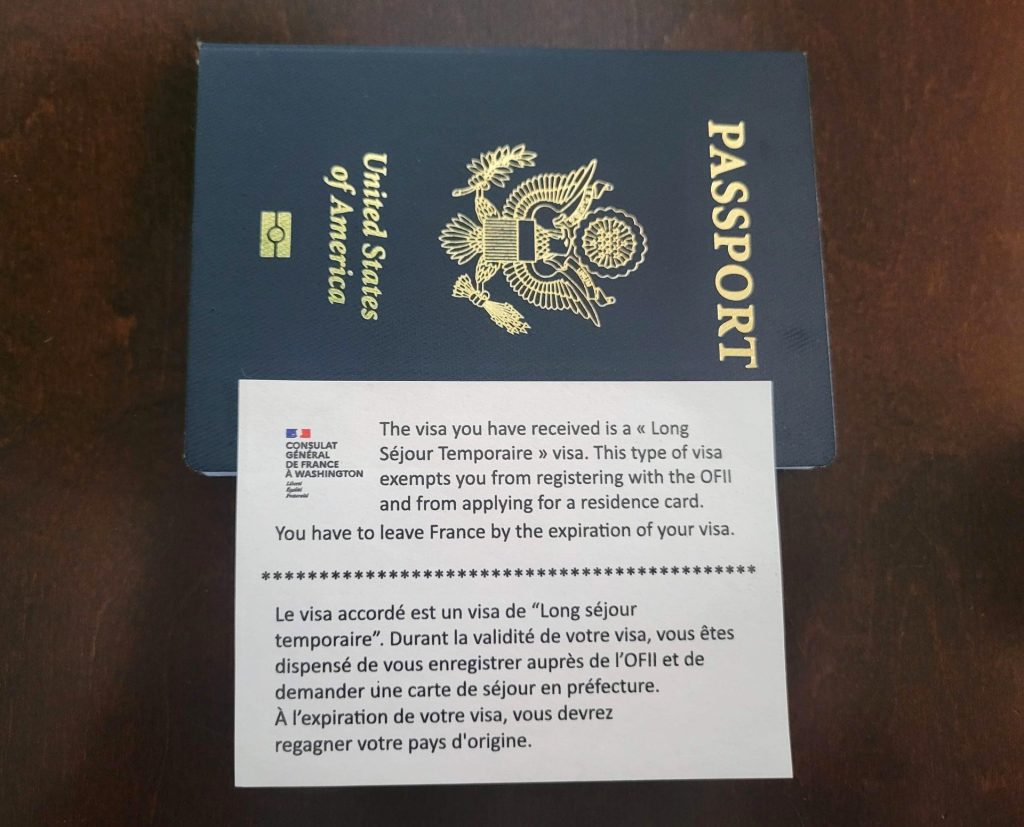 PASSPORT
United States
of America
CONSULAT
GÉNÉRAL
DE FRANCE
À WASHINGTON
Liberté
Égalité
Fraternité
The visa you have received is a « Long
Séjour Temporaire » visa. This type of visa
exempts you from registering with the OFII
and from applying for a residence card.
You have to leave France by the expiration of your visa.
*******************************************
Le visa accordé est un visa de “Long séjour
temporaire”. Durant la validité de votre visa, vous êtes
dispensé de vous enregistrer auprès de l’OFII et de
demander une carte de séjour en préfecture.
À l’expiration de votre visa, vous devrez
regagner votre pays d'origine.